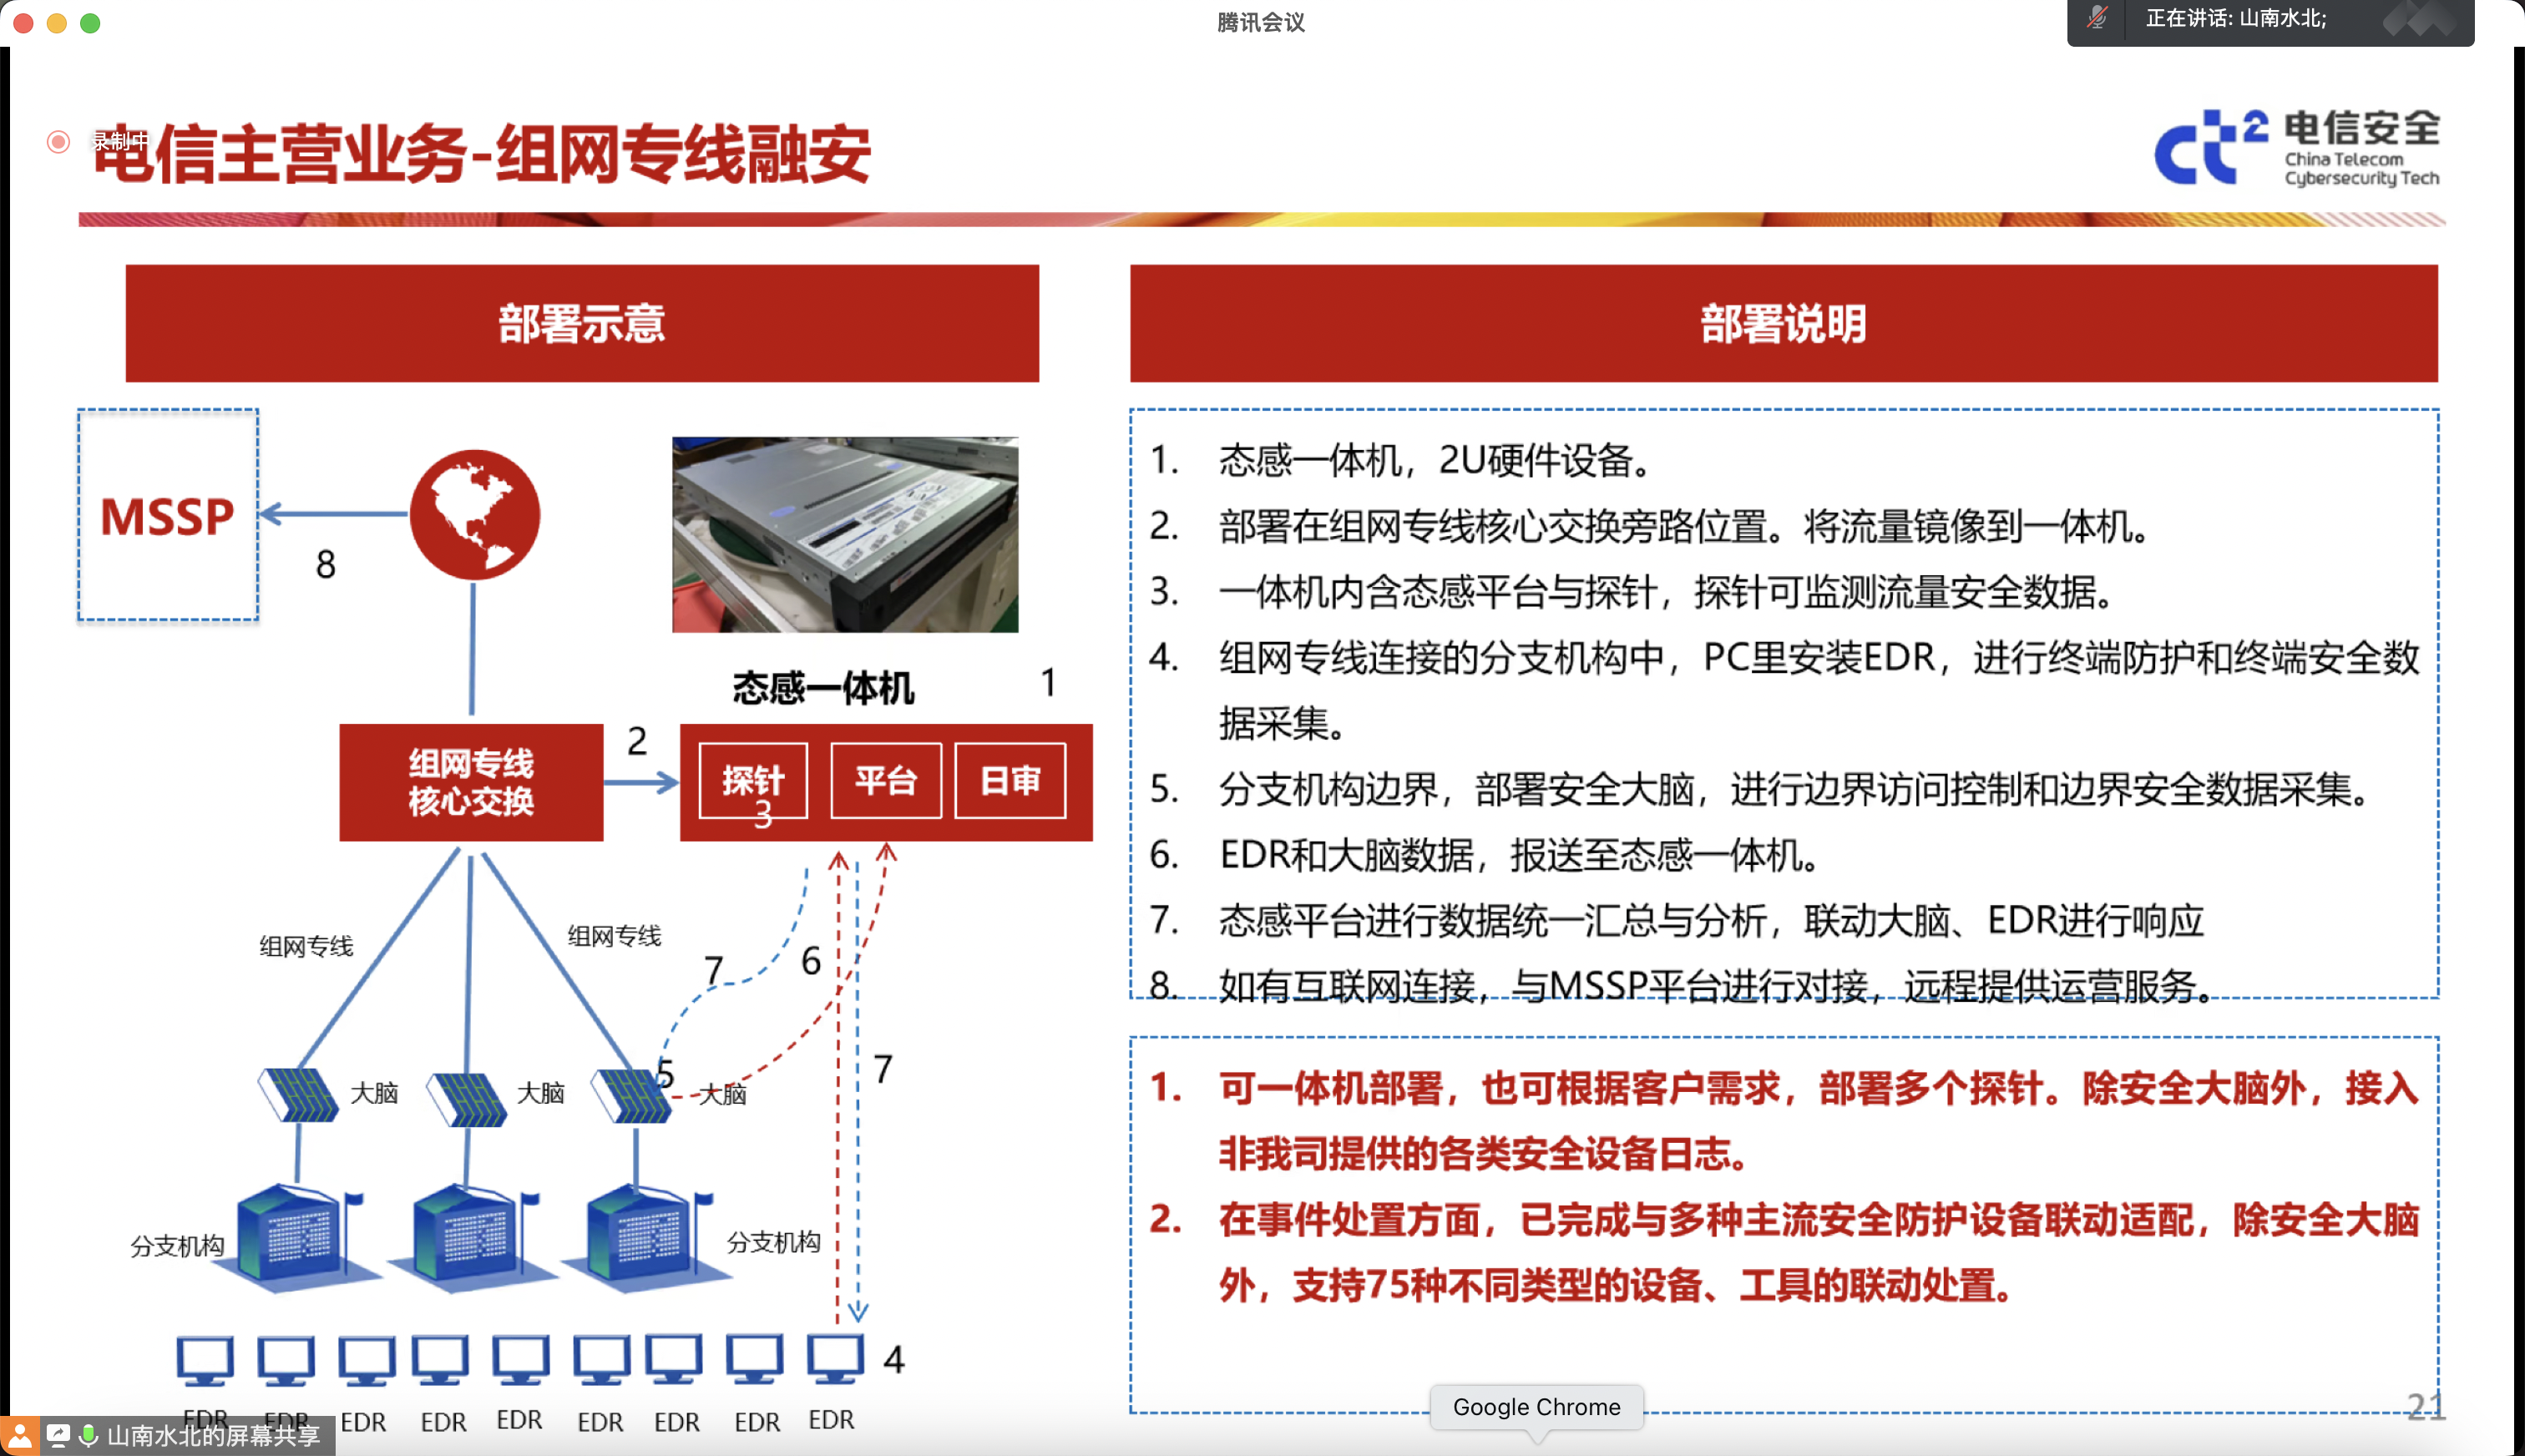 腾讯会议
正在讲话: 山南水北;
录制中
电信主营业务-组网专线融安
ct2 电信安全
China Telecom
Cybersecurity Tech
部署示意
部署说明
MSSP
8
态感一体机
1
组网专线
核心交换
2
探针
3
平台
日审
组网专线
组网专线
7
6
7
5
大脑
大脑
大脑
分支机构
分支机构
4
EDR
EDR
EDR
EDR
EDR
EDR
EDR
EDR
EDR
1. 态感一体机，2U硬件设备。
2. 部署在组网专线核心交换旁路位置。将流量镜像到一体机。
3. 一体机内含态感平台与探针，探针可监测流量安全数据。
4. 组网专线连接的分支机构中，PC里安装EDR，进行终端防护和终端安全数
据采集。
5. 分支机构边界，部署安全大脑，进行边界访问控制和边界安全数据采集。
6. EDR和大脑数据，报送至态感一体机。
7. 态感平台进行数据统一汇总与分析，联动大脑、EDR进行响应
8. 如有互联网连接，与MSSP平台进行对接，远程提供运营服务。
1. 可一体机部署，也可根据客户需求，部署多个探针。除安全大脑外，接入
非我司提供的各类安全设备日志。
2. 在事件处置方面，已完成与多种主流安全防护设备联动适配，除安全大脑
外，支持75种不同类型的设备、工具的联动处置。
21
Google Chrome
山南水北的屏幕共享